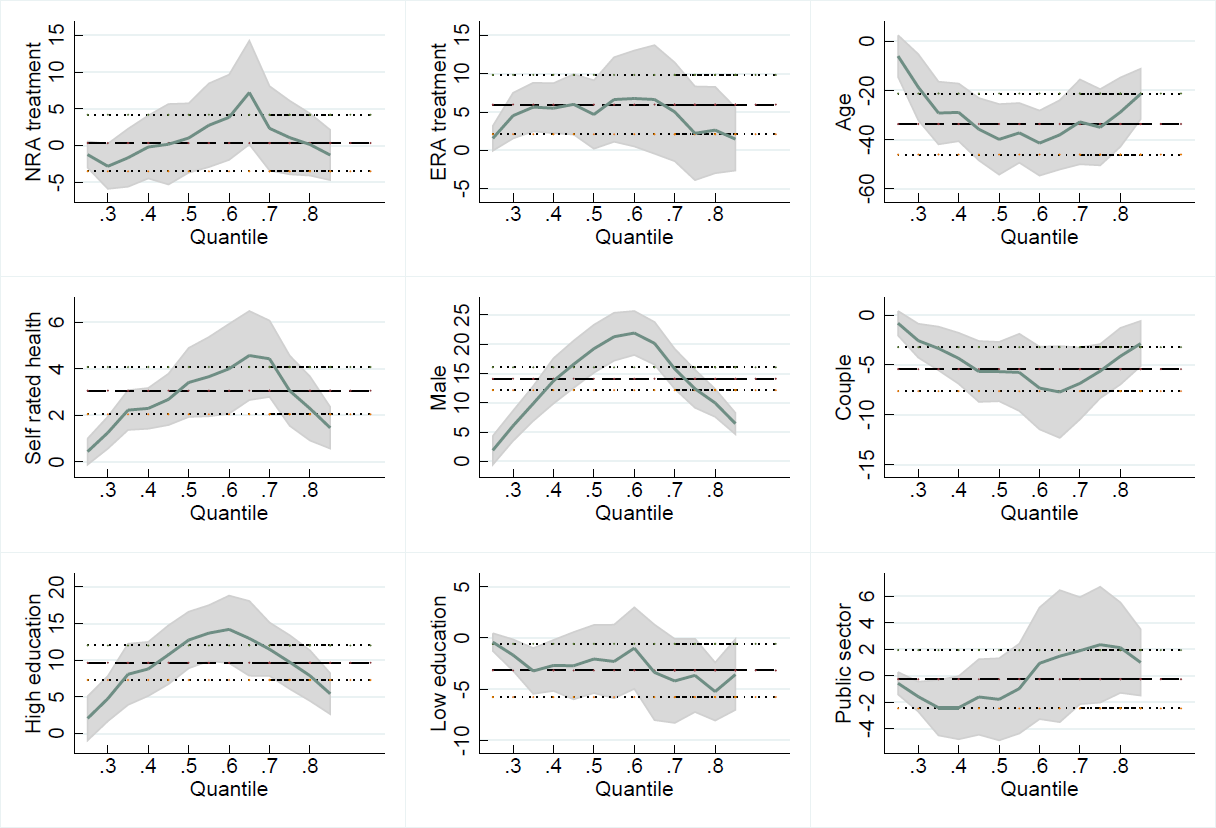 NRA treatment
15
10
5
0
-5
.3 .4 .5 .6 .7 .8
Quantile
ERA treatment
15
10
5
0
-5
.3 .4 .5 .6 .7 .8
Quantile
Age
0
-20
-40
-60
.3 .4 .5 .6 .7 .8
Quantile
Self rated health
6
4
2
0
.3 .4 .5 .6 .7 .8
Quantile
Male
25
20
15
10
5
0
.3 .4 .5 .6 .7 .8
Quantile
Couple
0
-5
-10
-15
.3 .4 .5 .6 .7 .8
Quantile
High education
20
15
10
5
0
.3 .4 .5 .6 .7 .8
Quantile
Low education
5
0
-5
-10
.3 .4 .5 .6 .7 .8
Quantile
Public sector
6
4
2
0
-2
-4
.3 .4 .5 .6 .7 .8
Quantile